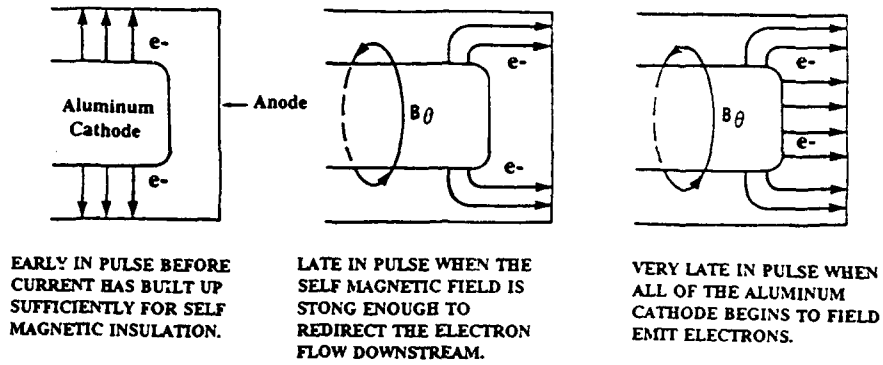 e-
Aluminum
Cathode
Anode
e-
EARLY IN PULSE BEFORE
CURRENT HAS BUILT UP
SUFFICIENTLY FOR SELF
MAGNETIC INSULATION.
e-
Bθ
e-
LATE IN PULSE WHEN THE
SELF MAGNETIC FIELD IS
STONG ENOUGH TO
REDIRECT THE ELECTRON
FLOW DOWNSTREAM.
e-
Bθ
e-
VERY LATE IN PULSE WHEN
ALL OF THE ALUMINUM
CATHODE BEGINS TO FIELD
EMIT ELECTRONS.